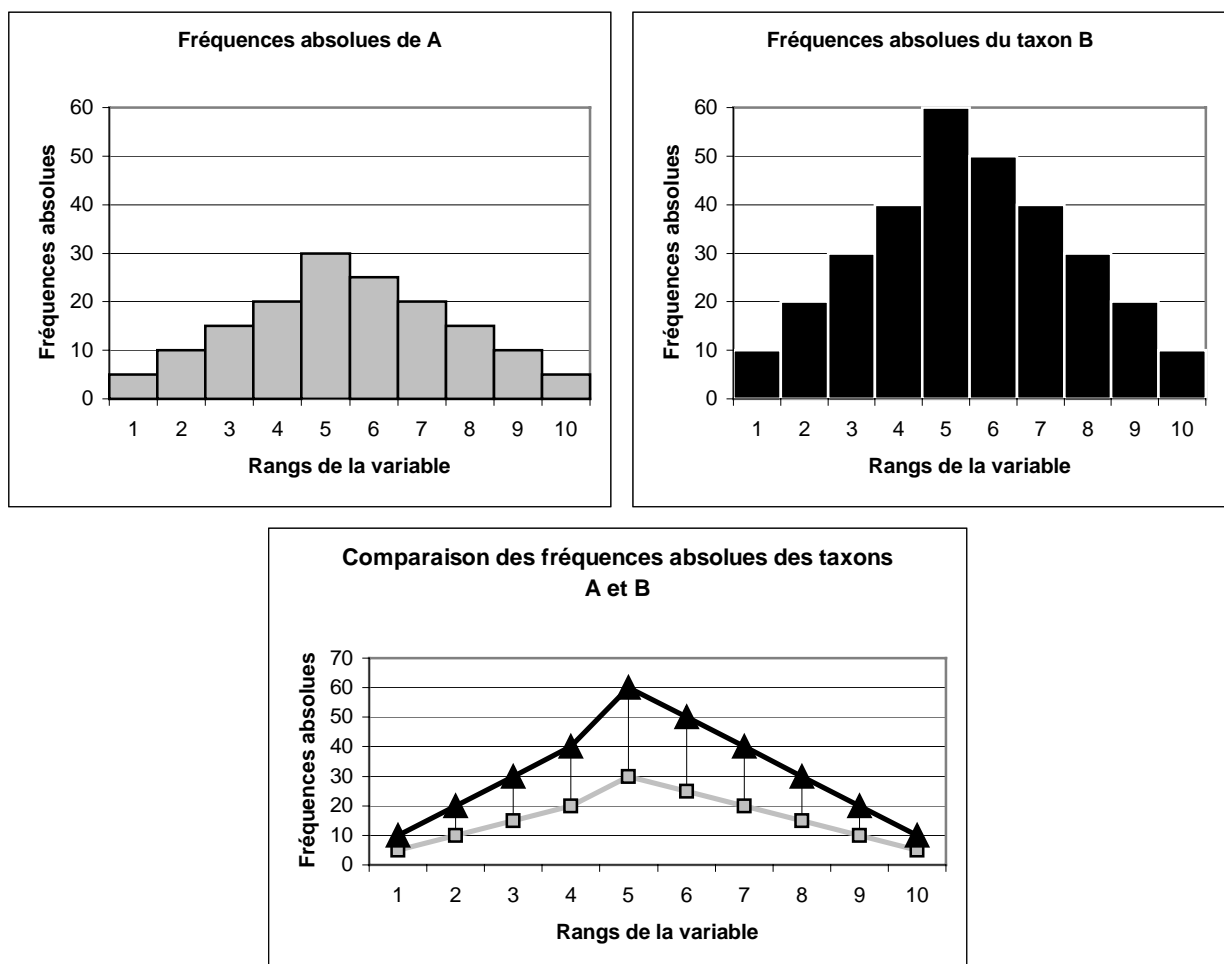 Fréquences absolues de A
Fréquences absolues
60
50
40
30
20
10
0
1 2 3 4 5 6 7 8 9 10
Rangs de la variable
Fréquences absolues du taxon B
Fréquences absolues
60
50
40
30
20
10
0
1 2 3 4 5 6 7 8 9 10
Rangs de la variable
Comparaison des fréquences absolues des taxons
A et B
Fréquences absolues
70
60
50
40
30
20
10
0
1 2 3 4 5 6 7 8 9 10
Rangs de la variable